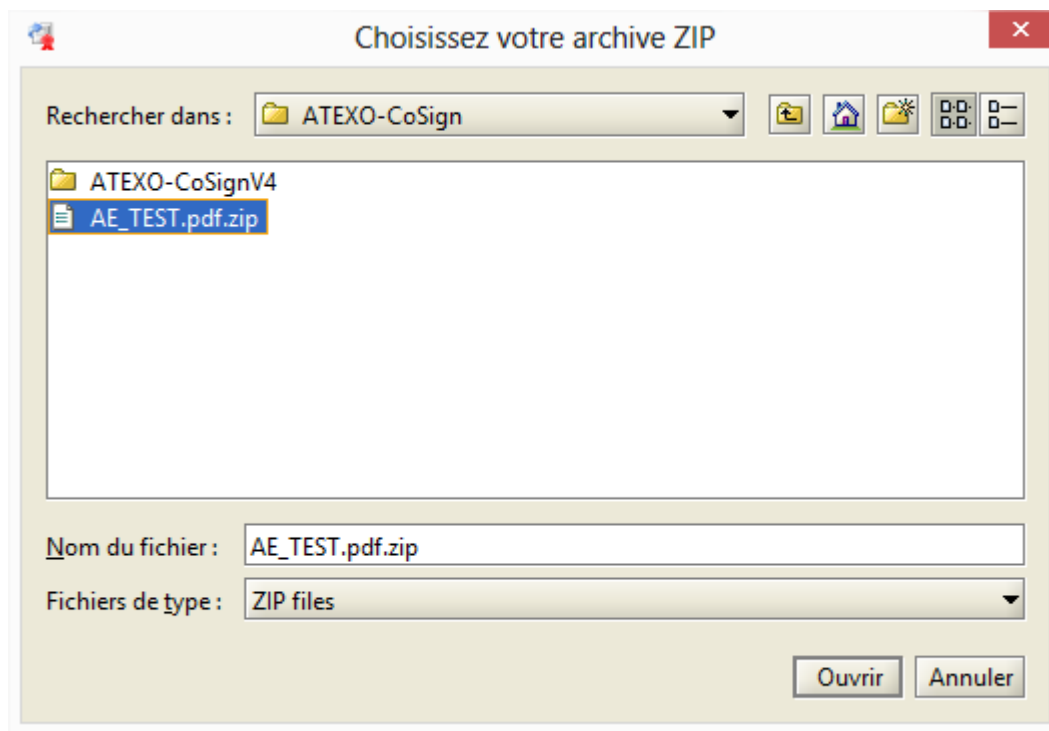 Choisissez votre archive ZIP
Rechercher dans : ATEXO-CoSign
ATEXO-CoSignV4
AE_TEST.pdf.zip
Nom du fichier : AE_TEST.pdf.zip
Fichiers de type : ZIP files
Ouvrir Annuler